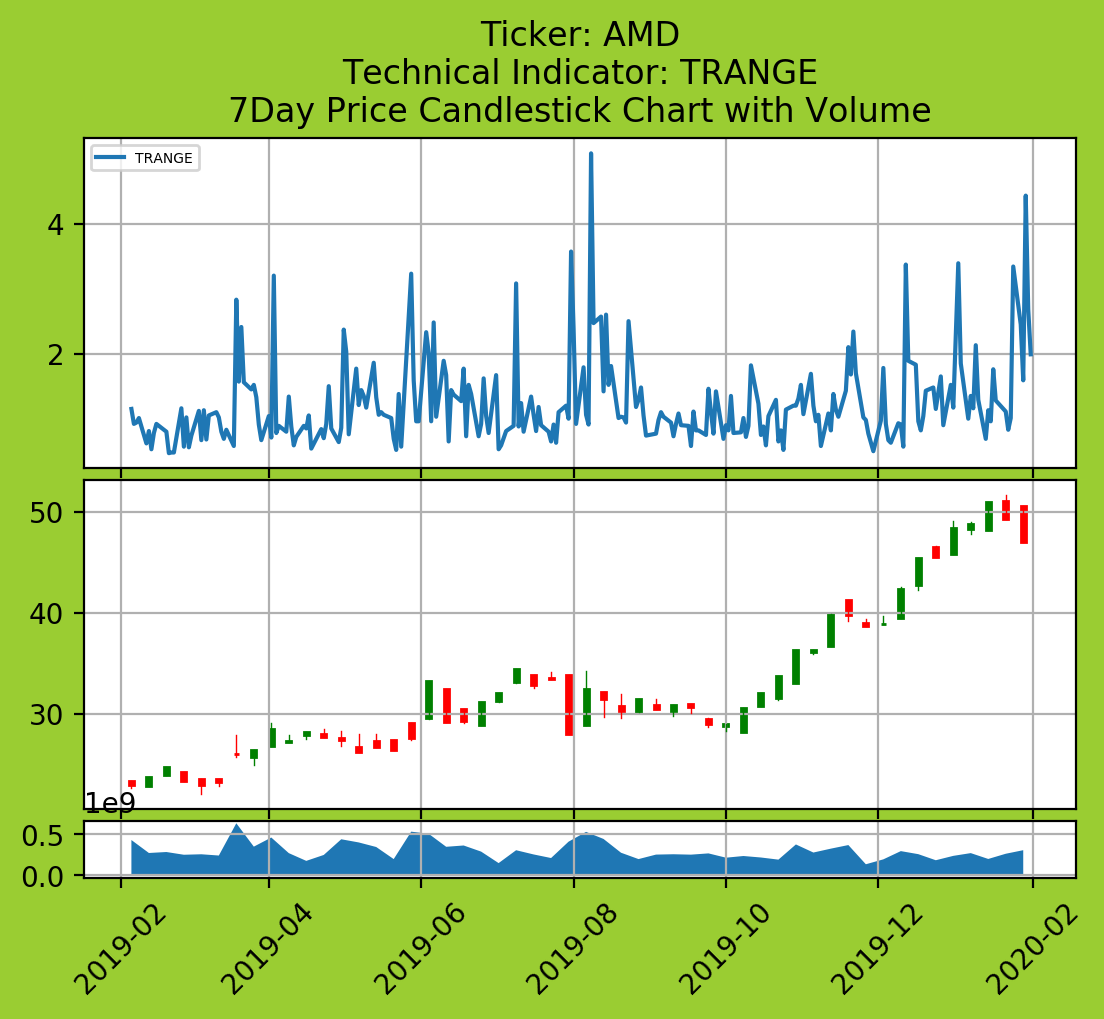 Ticker: AMD
Technical Indicator: TRANGE
7Day Price Candlestick Chart with Volume
TRANGE
4
2
50
40
30
1e9
0.5
0.0
2019-02
2019-04
2019-06
2019-08
2019-10
2019-12
2020-02